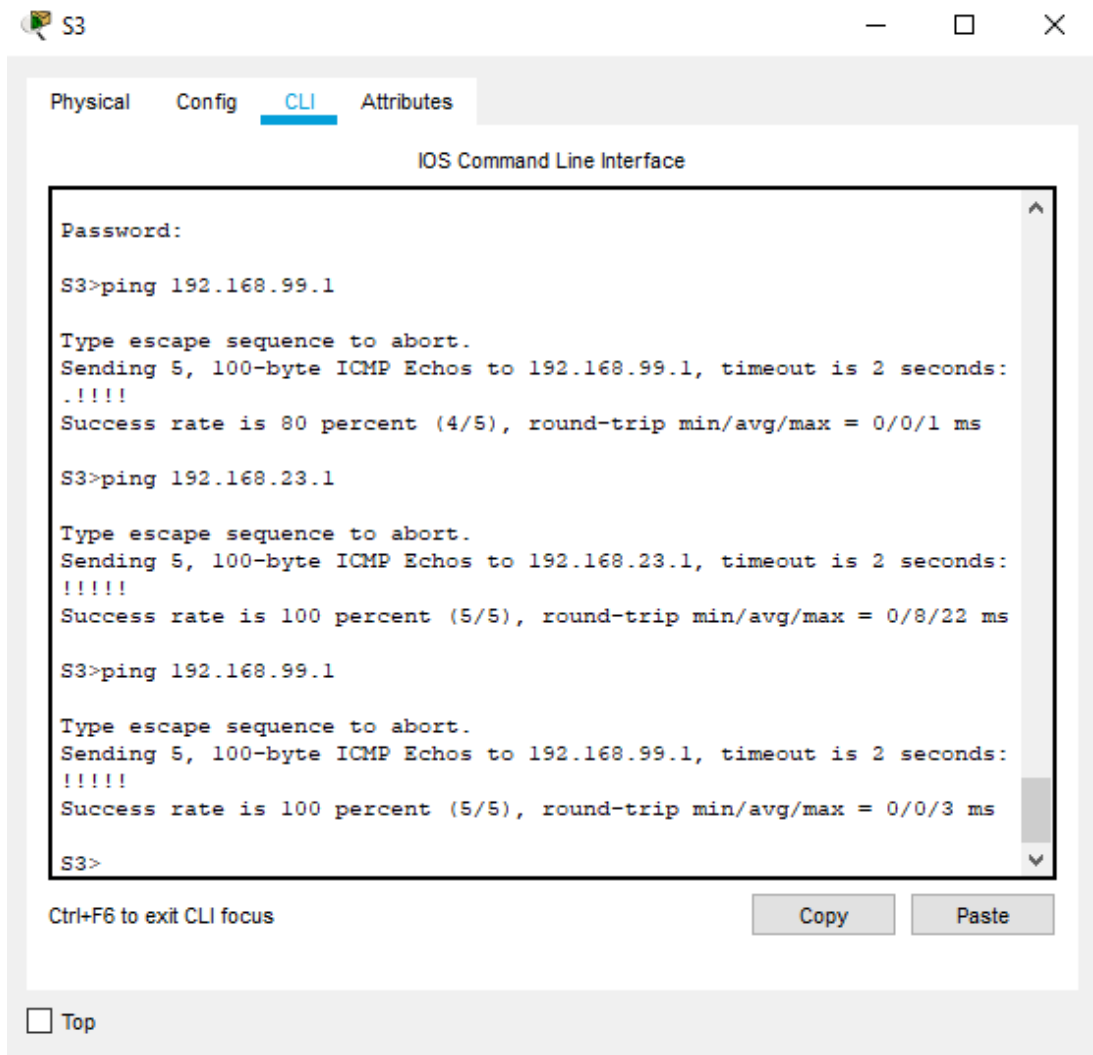 S3
Physical Config CLI Attributes
IOS Command Line Interface
Password:
S3>ping 192.168.99.1
Type escape sequence to abort.
Sending 5, 100-byte ICMP Echos to 192.168.99.1, timeout is 2 seconds:
.!!!!
Success rate is 80 percent (4/5), round-trip min/avg/max = 0/0/1 ms
S3>ping 192.168.23.1
Type escape sequence to abort.
Sending 5, 100-byte ICMP Echos to 192.168.23.1, timeout is 2 seconds:
!!!!!
Success rate is 100 percent (5/5), round-trip min/avg/max = 0/8/22 ms
S3>ping 192.168.99.1
Type escape sequence to abort.
Sending 5, 100-byte ICMP Echos to 192.168.99.1, timeout is 2 seconds:
!!!!!
Success rate is 100 percent (5/5), round-trip min/avg/max = 0/0/3 ms
S3>
Ctrl+F6 to exit CLI focus Copy Paste
Top